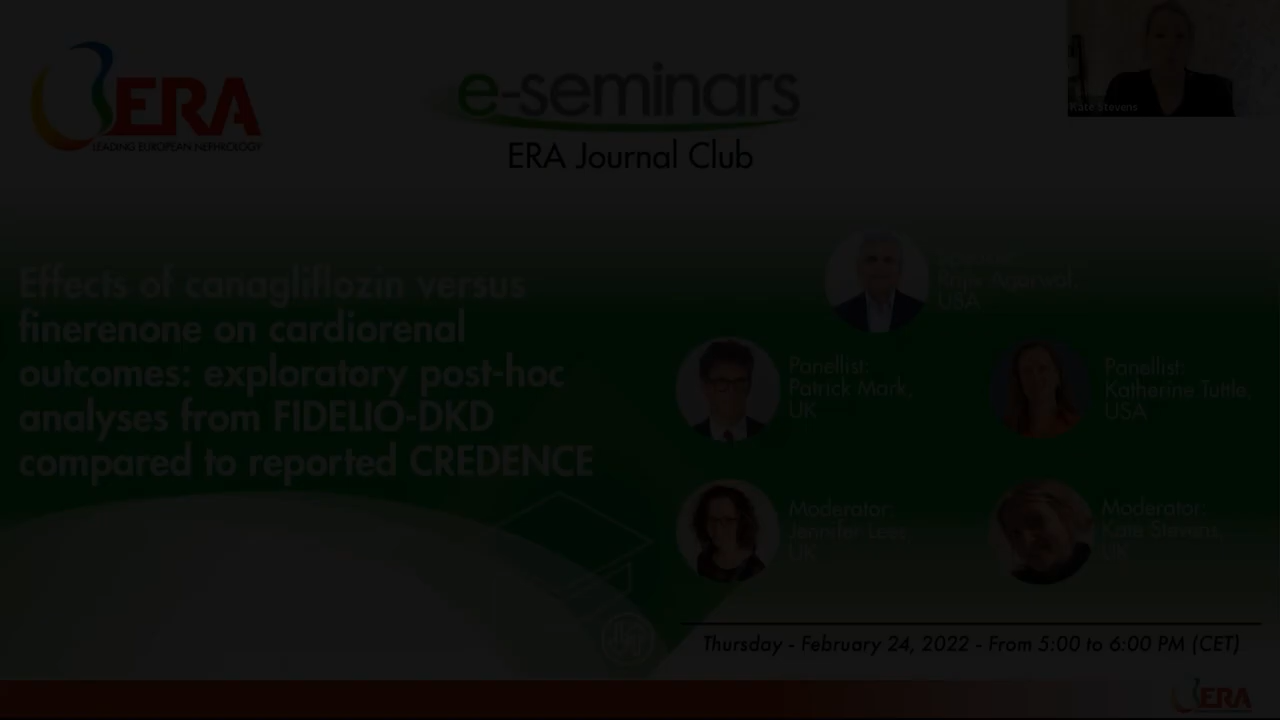 ERA
LEADING EUROPEAN NEPHROLOGY
e-seminars
ERA Journal Club
Kate Stevens
Effects of canagliflozin versus
finerenone on cardiorenal
outcomes: exploratory post-hoc
analyses from FIDELIO-DKD
compared to reported CREDENCE
Rajiv Agarwal,
USA
Panellist:
Patrick Mark,
UK
Panellist:
Katherine Tuttle,
USA
Moderator:
Jennifer Lees,
UK
Moderator:
Kate Stevens,
UK
Thursday - February 24, 2022 - From 5:00 to 6:00 PM (CET)
ERA